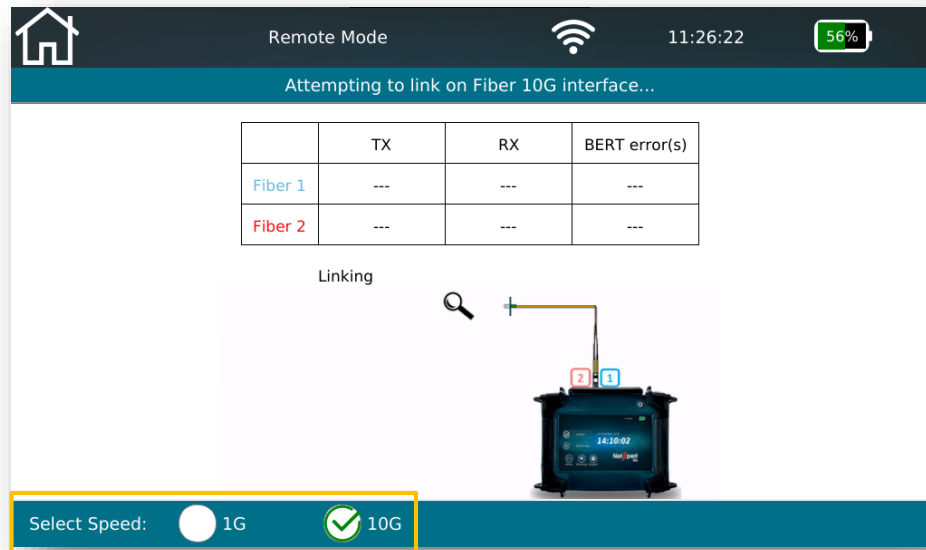 Remote Mode
11:26:22
56%
Attempting to link on Fiber 10G interface...
TX RX BERT error(s)
Fiber 1 --- --- ---
Fiber 2 --- --- ---
Linking
2 1
14:10:02
Select Speed: 1G 10G